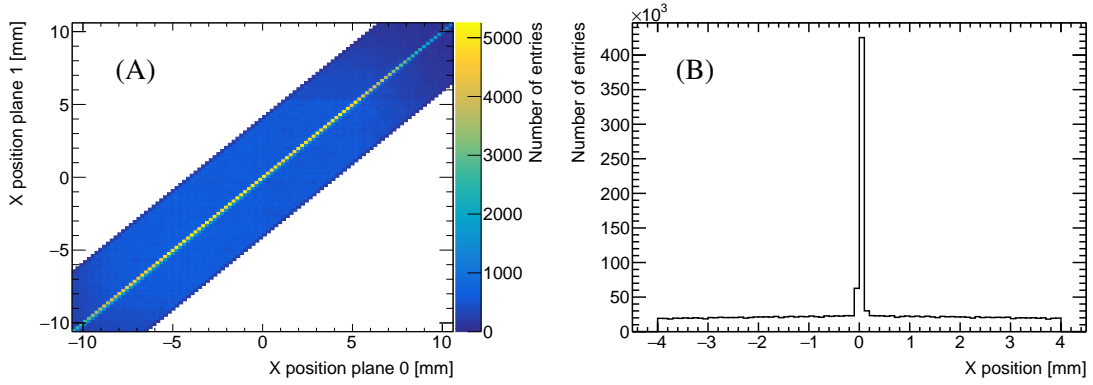 X position plane 1 [mm]
10
5
0
−5
−10
(A)
−10 −5 0 5 10
X position plane 0 [mm]
5000
4000
3000
2000
1000
0
Number of entries
×10³
Number of entries
400
350
300
250
200
150
100
50
0
(B)
−4 −3 −2 −1 0 1 2 3 4
X position [mm]